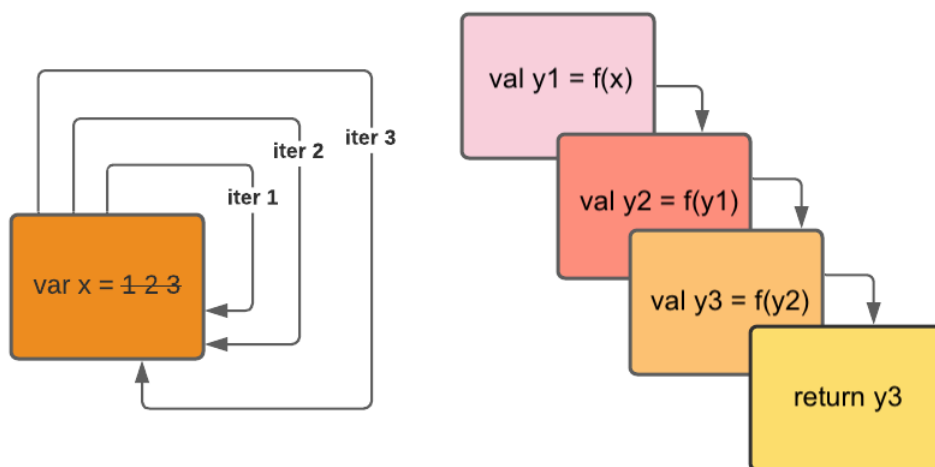 iter 3
iter 2
iter 1
var x = 1 2 3
val y1 = f(x)
val y2 = f(y1)
val y3 = f(y2)
return y3